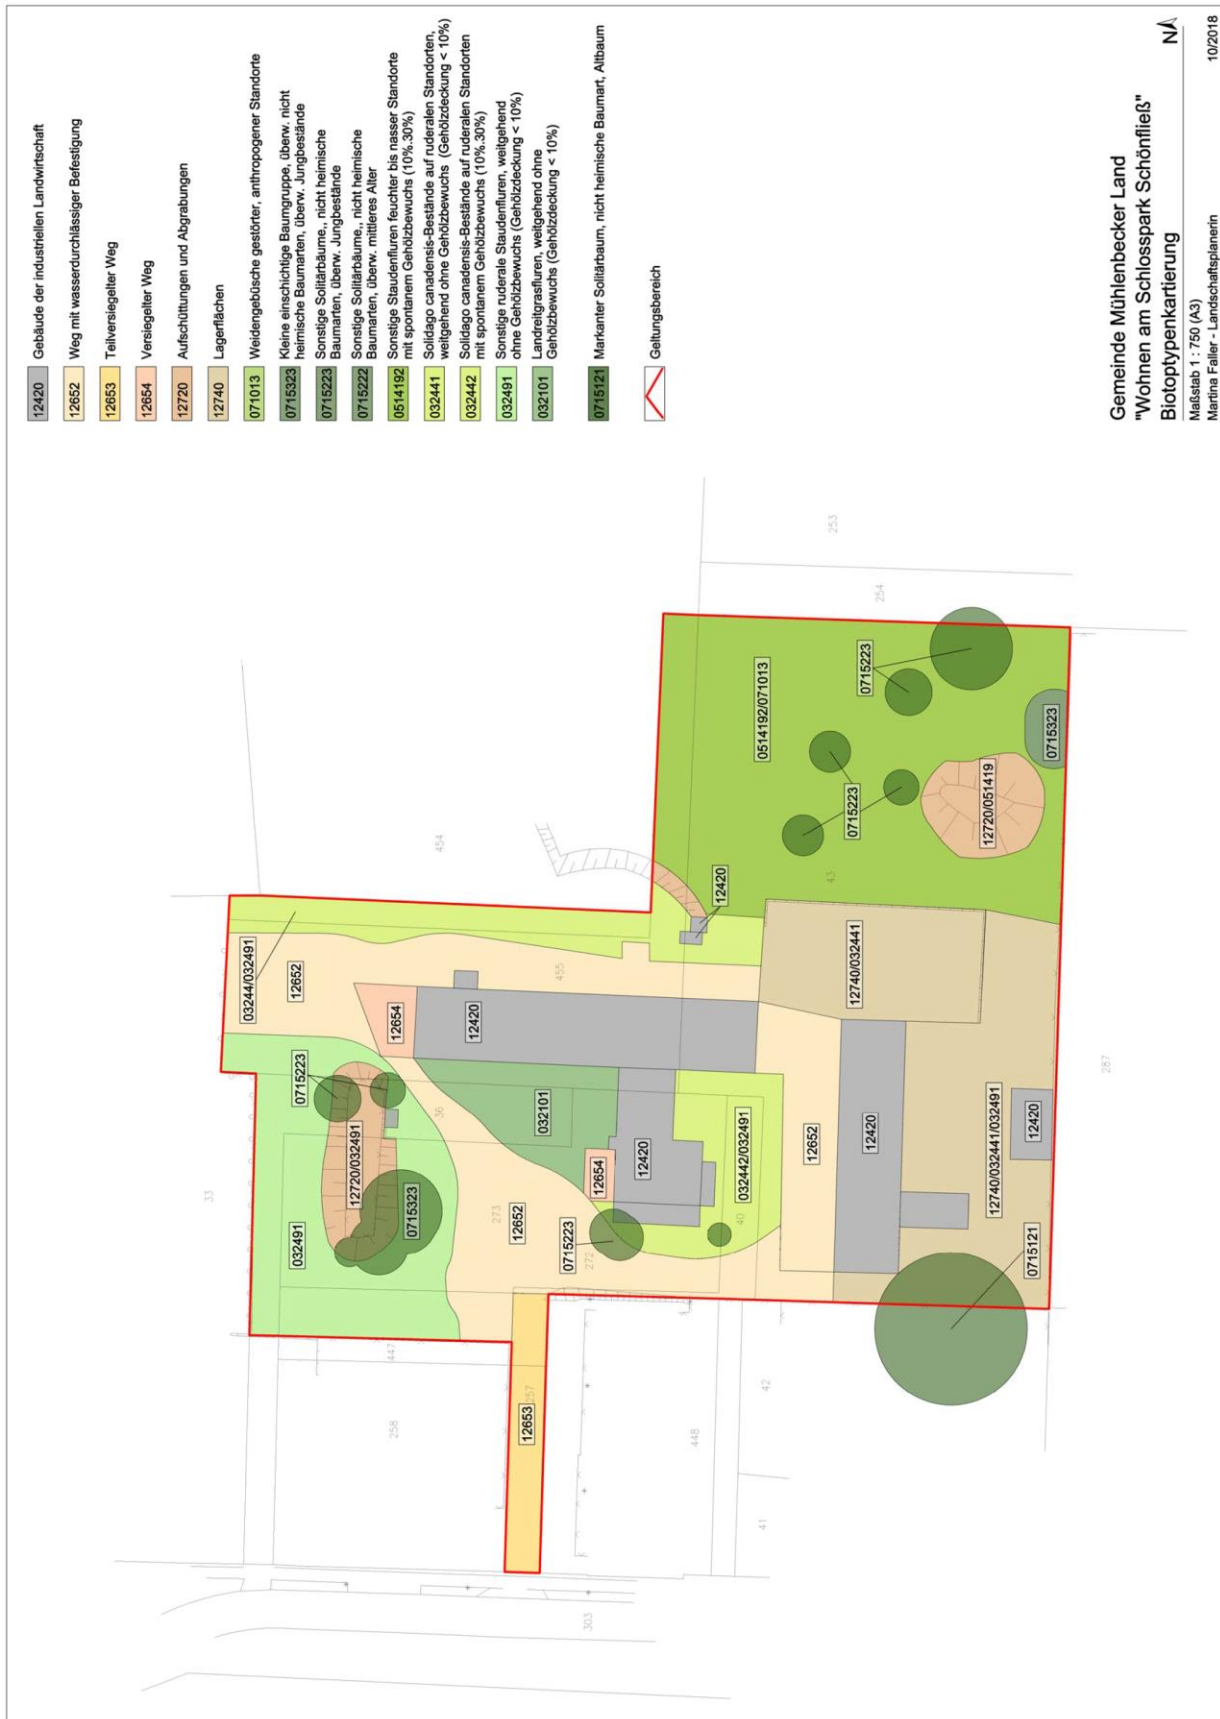 12420 Gebäude der industriellen Landwirtschaft
12652 Weg mit wasserdurchlässiger Befestigung
12653 Teilversiegelter Weg
12654 Versiegelter Weg
12720 Aufschüttungen und Abgrabungen
12740 Lagerflächen
071013 Weidengebüsche gestörter, anthropogener Standorte
0715323 Kleine einschichtige Baumgruppe, überw. nicht
heimische Baumarten, überw. Jungbestände
0715223 Sonstige Solitärbäume,, nicht heimische
Baumarten, überw. Jungbestände
0715222 Sonstige Solitärbäume,, nicht heimische
Baumarten, überw. mittleres Alter
0514192 Sonstige Staudenfluren feuchter bis nasser Standorte
mit spontanem Gehölzbewuchs (10%.30%)
032441 Solidago canadensis-Bestände auf ruderalen Standorten,
weitgehend ohne Gehölzbewuchs (Gehölzdeckung < 10%)
032442 Solidago canadensis-Bestände auf ruderalen Standorten
mit spontanem Gehölzbewuchs (10%.30%)
032491 Sonstige ruderale Staudenfluren, weitgehend
ohne Gehölzbewuchs (Gehölzdeckung < 10%)
032101 Landreitgrasfluren, weitgehend ohne
Gehölzbewuchs (Gehölzdeckung < 10%)
0715121 Markanter Solitärbaum, nicht heimische Baumart, Altbaum
Geltungsbereich
Gemeinde Mühlenbecker Land
"Wohnen am Schlosspark Schönfließ"
Biotoptypenkartierung N
Maßstab 1 : 750 (A3)
Martina Faller - Landschaftsplanerin 10/2018
33
03244/032491
12652
0715223
12720/032491
032491
0715323
12654
12420
454
455
36
032101
273
12652
12654
12420
0715223
272
032442/032491
40
12652
12420
12420
12740/032441
12740/032441/032491
12420
0715121
287
43
0514192/071013
0715223
0715223
12720/051419
0715323
253
254
447
258
257
12653
448
42
41
303